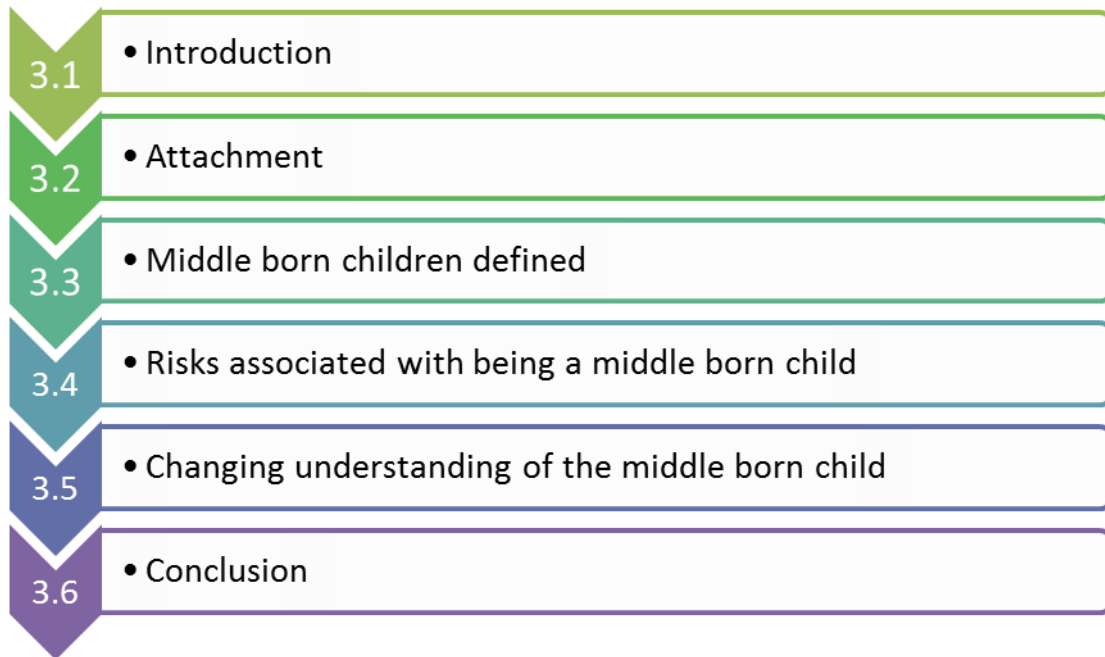 3.1 • Introduction
3.2 • Attachment
3.3 • Middle born children defined
3.4 • Risks associated with being a middle born child
3.5 • Changing understanding of the middle born child
3.6 • Conclusion